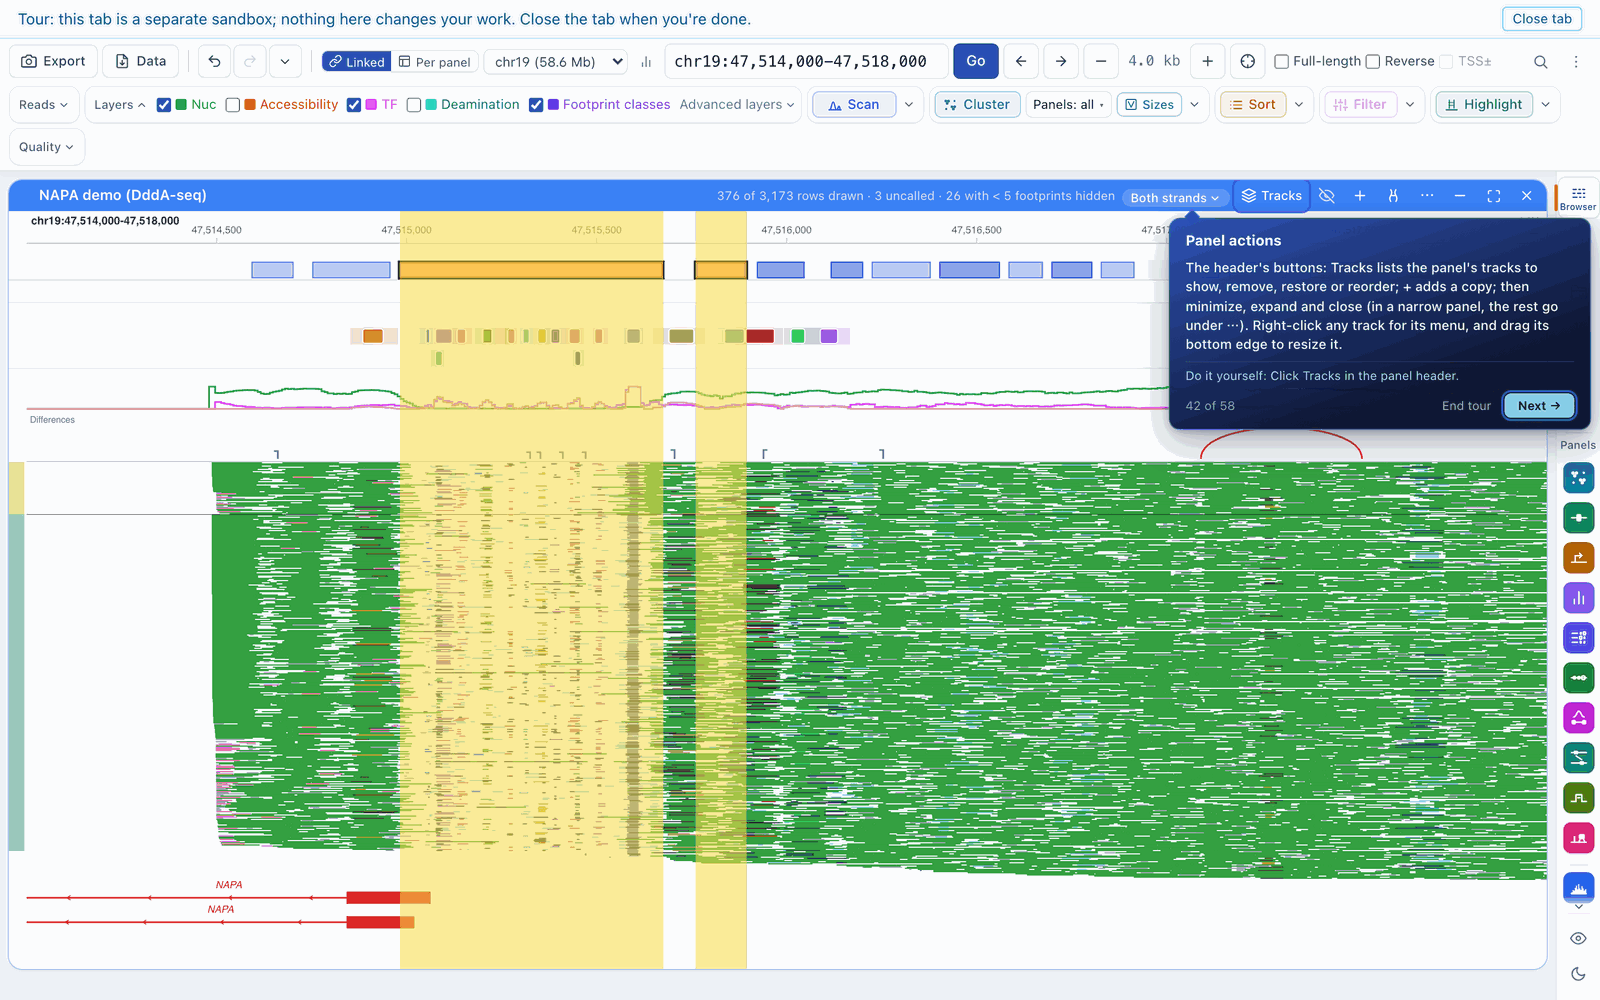 Tour: this tab is a separate sandbox; nothing here changes your work. Close the tab when you're done.
Close tab
Export
Data
Linked
Per panel
chr19 (58.6 Mb)
chr19:47,514,000–47,518,000
Go
4.0 kb
Full-length
Reverse
TSS±
Reads
Layers
Nuc
Accessibility
TF
Deamination
Footprint classes
Advanced layers
Scan
Cluster
Panels: all
Sizes
Sort
Filter
Highlight
Quality
NAPA demo (DddA-seq)
376 of 3,173 rows drawn · 3 uncalled · 26 with < 5 footprints hidden
Both strands
Tracks
Browser
chr19:47,514,000-47,518,000
47,514,500
47,515,000
47,515,500
47,516,000
47,516,500
Panel actions
The header's buttons: Tracks lists the panel's tracks to
show, remove, restore or reorder; + adds a copy; then
minimize, expand and close (in a narrow panel, the rest go
under ···). Right-click any track for its menu, and drag its
bottom edge to resize it.
Do it yourself: Click Tracks in the panel header.
42 of 58
End tour
Next →
Differences
Panels
NAPA
NAPA